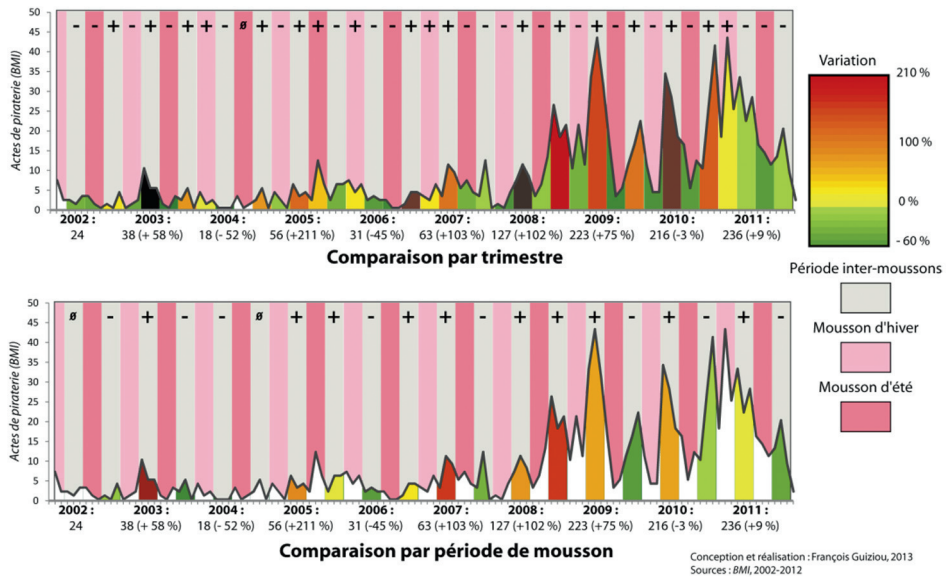 50
45
40
35
30
25
20
15
10
5
0
Actes de piraterie (BMI)
- - + - + - + + - ø + - + + - + - - + + + - - - + - + - + - + - + - + + - - -
2002 : 2003 : 2004 : 2005 : 2006 : 2007 : 2008 : 2009 : 2010 : 2011 :
24 38 (+ 58 %) 18 (- 52 %) 56 (+211 %) 31 (-45 %) 63 (+103 %) 127 (+102 %) 223 (+75 %) 216 (-3 %) 236 (+9 %)
Comparaison par trimestre
Variation
210 %
100 %
0 %
- 60 %
Période inter-moussons
Mousson d'hiver
Mousson d'été
50
45
40
35
30
25
20
15
10
5
0
Actes de piraterie (BMI)
ø - + - - ø + + - + + - + + + - + - + -
2002 : 2003 : 2004 : 2005 : 2006 : 2007 : 2008 : 2009 : 2010 : 2011 :
24 38 (+ 58 %) 18 (- 52 %) 56 (+211 %) 31 (-45 %) 63 (+103 %) 127 (+102 %) 223 (+75 %) 216 (-3 %) 236 (+9 %)
Comparaison par période de mousson
Conception et réalisation : François Guiziou, 2013
Sources : BMI, 2002-2012